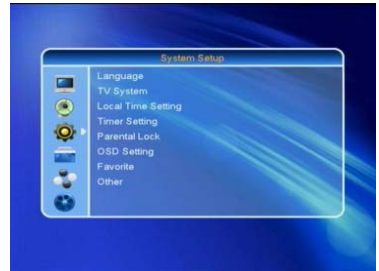 System Setup
Language
TV System
Local Time Setting
Timer Setting
Parental Lock
OSD Setting
Favorite
Other